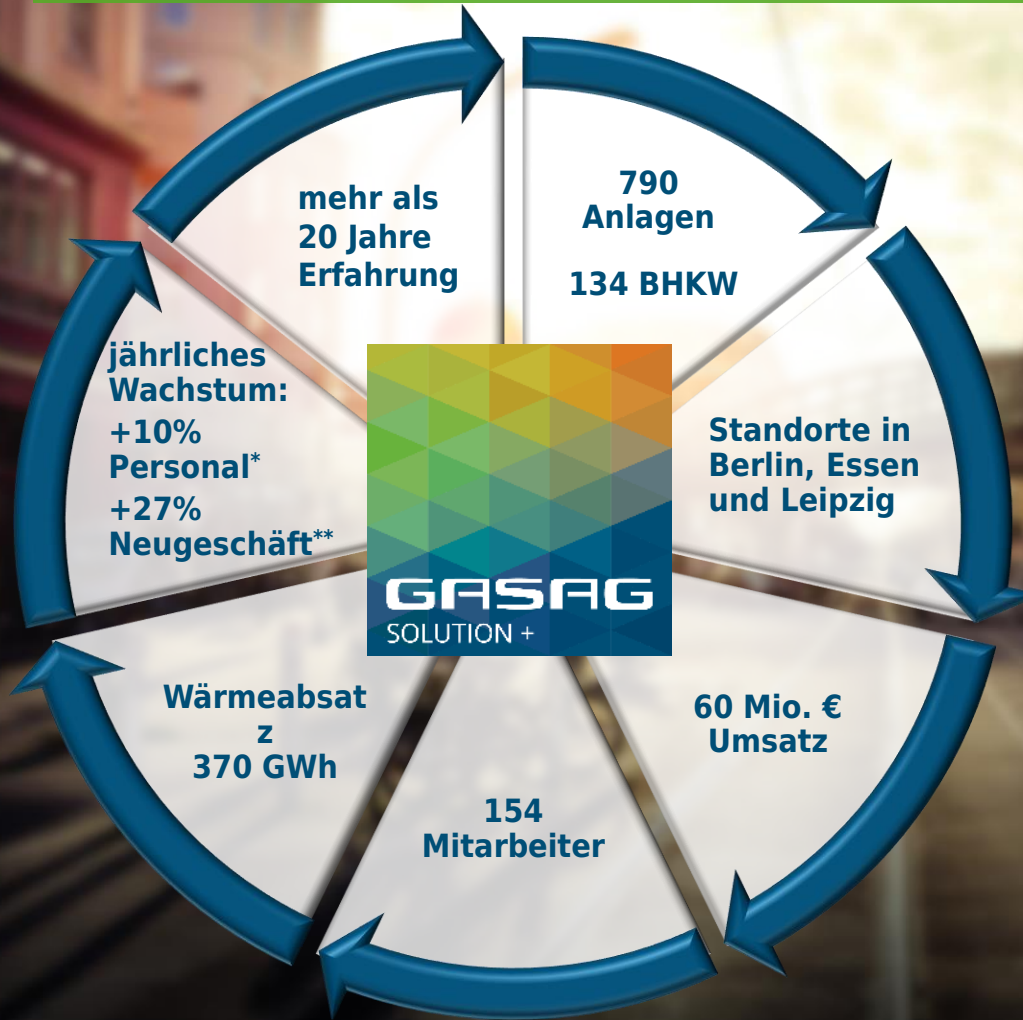 790
Anlagen
134 BHKW
Standorte in
Berlin, Essen
und Leipzig
60 Mio. €
Umsatz
154
Mitarbeiter
Wärmeabsat
z
370 GWh
jährliches
Wachstum:
+10%
Personal*
+27%
Neugeschäft**
mehr als
20 Jahre
Erfahrung
GASAG
SOLUTION +